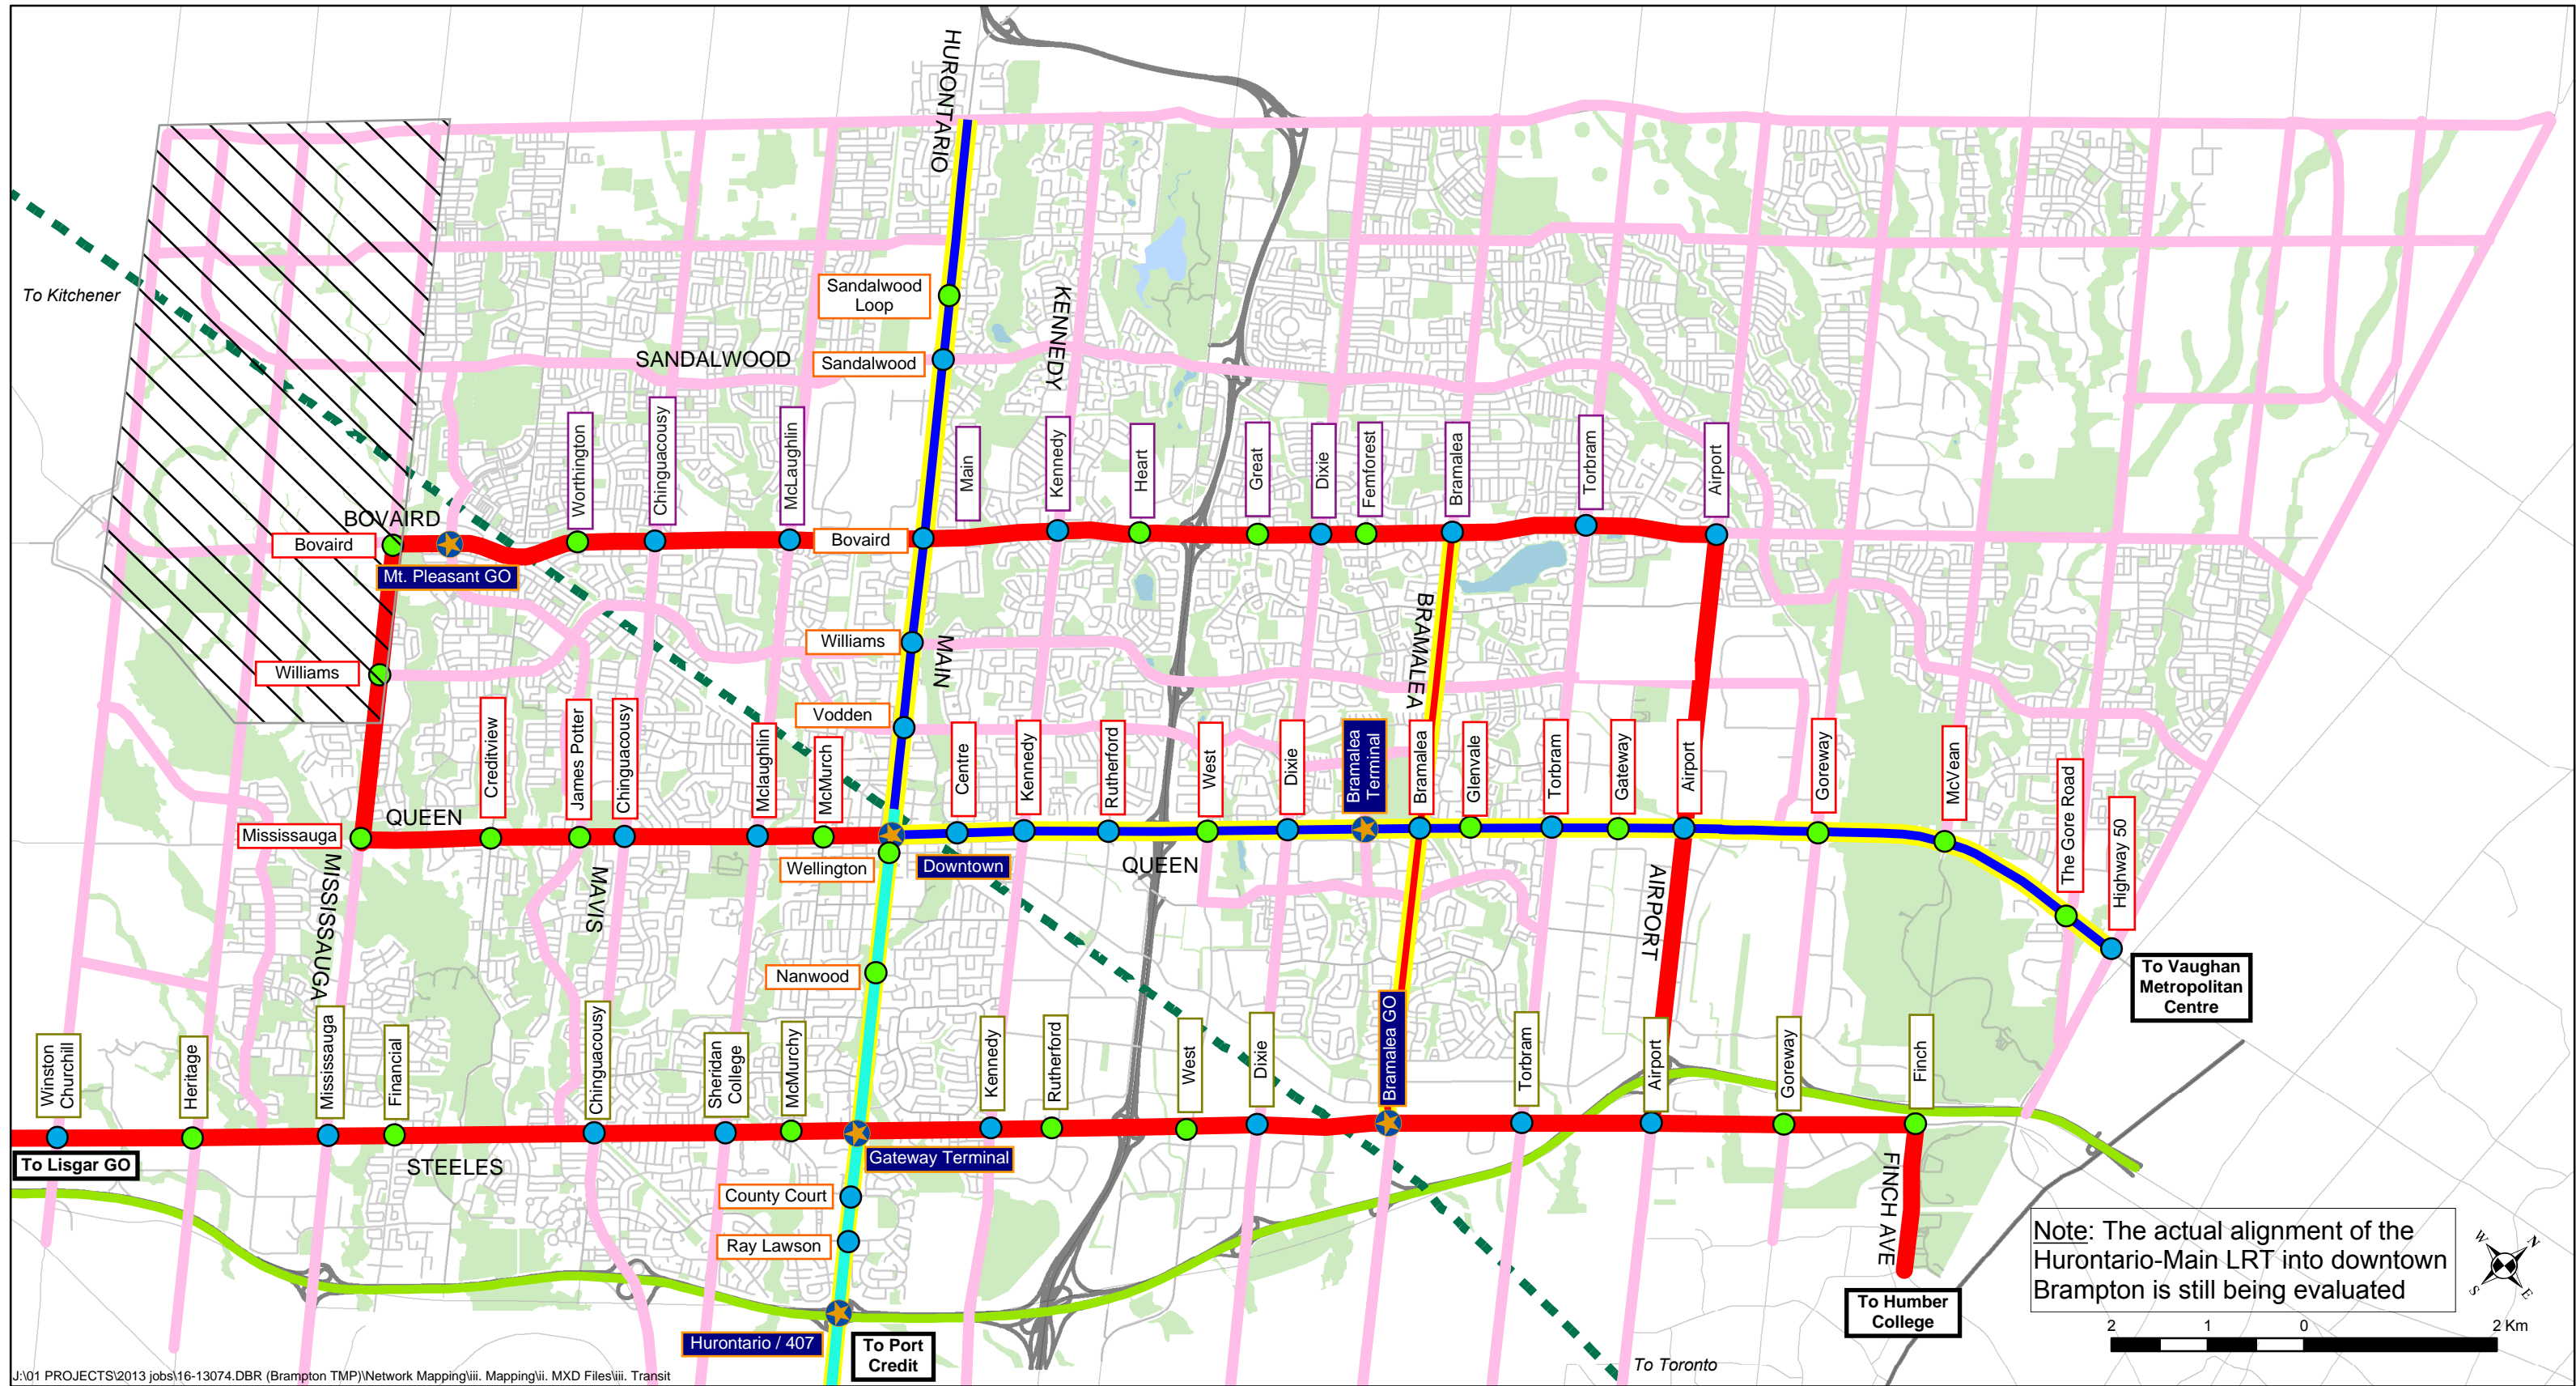 HURONTARIO
To Kitchener
Sandalwood
Loop
KENNEDY
SANDALWOOD
Sandalwood
Worthington
Chinguacousy
McLaughlin
Main
Kennedy
Heart
Great
Dixie
Femforest
Bramalea
Torbram
Airport
BOVAIRD
Bovaird
Bovaird
Mt. Pleasant GO
Williams
MAIN
BRAMALEA
Williams
Vodden
Creditview
James Potter
Chinguacousy
Mclaughlin
McMurch
Centre
Kennedy
Rutherford
West
Dixie
Bramalea
Terminal
Bramalea
Glenvale
Torbram
Gateway
Airport
Goreway
McVean
The Gore Road
Highway 50
QUEEN
Mississauga
Wellington
Downtown
QUEEN
MISSISSAUGA
MAVIS
AIRPORT
Nanwood
To Vaughan
Metropolitan
Centre
Winston
Churchill
Heritage
Mississauga
Financial
Chinguacousy
Sheridan
College
McMurchy
Kennedy
Rutherford
West
Dixie
Bramalea GO
Torbram
Airport
Goreway
Finch
To Lisgar GO
STEELES
Gateway Terminal
FINCH AVE
County Court
Ray Lawson
Hurontario / 407
To Port
Credit
To Humber
College
To Toronto
Note: The actual alignment of the
Hurontario-Main LRT into downtown
Brampton is still being evaluated
W N
S E
2 1 0 2 Km
J:\01 PROJECTS\2013 jobs\16-13074.DBR (Brampton TMP)\Network Mapping\iii. Mapping\ii. MXD Files\iii. Transit